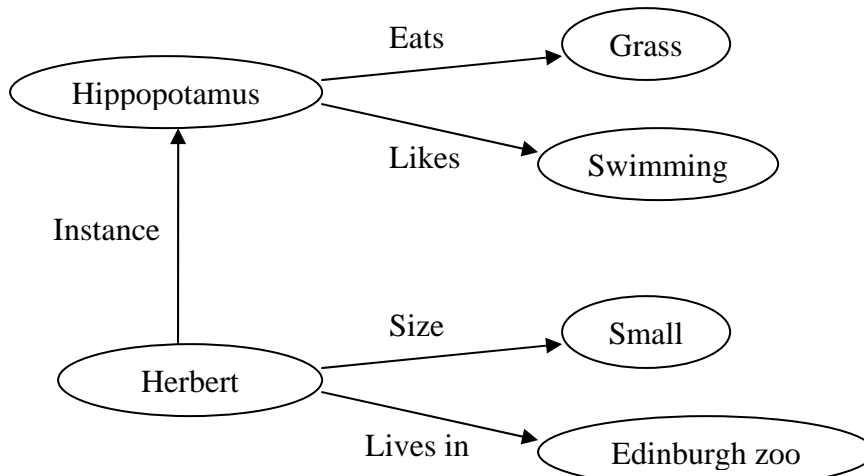 Eats
Grass
Hippopotamus
Likes
Swimming
Instance
Size
Small
Herbert
Lives in
Edinburgh zoo